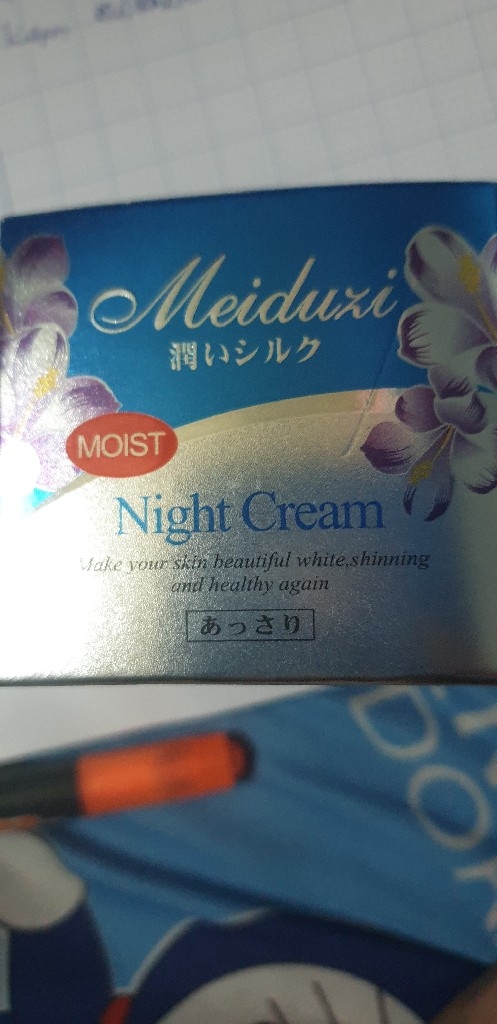 Meiduzi
潤いシルク
MOIST
Night Cream
Make your skin beautiful white,shinning
and healthy again
あっさり
DO